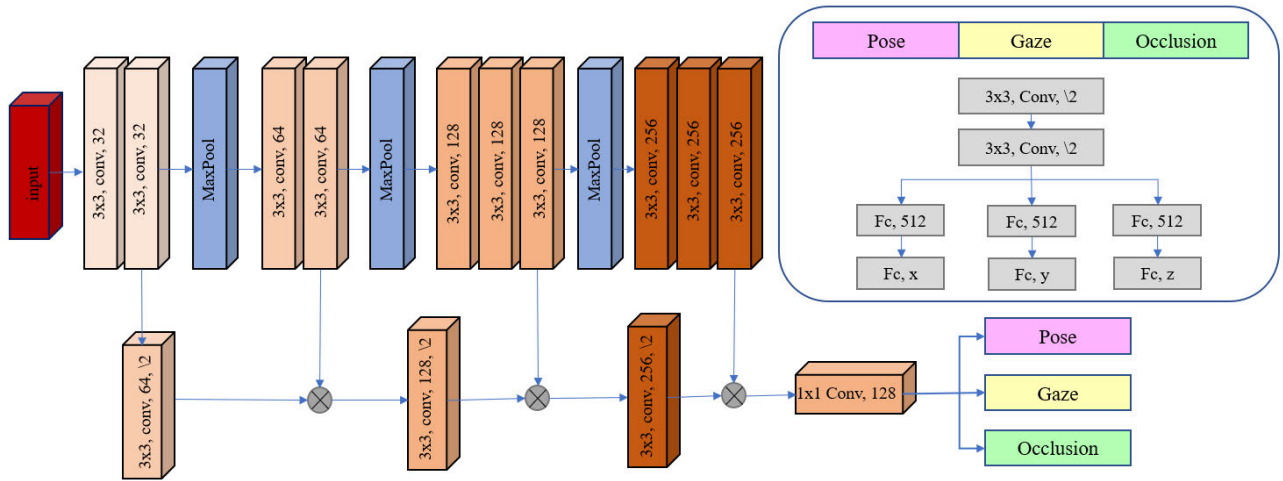 input
3x3, conv, 32
3x3, conv, 32
MaxPool
3x3, conv, 64
3x3, conv, 64
MaxPool
3x3, conv, 128
3x3, conv, 128
3x3, conv, 128
MaxPool
3x3, conv, 256
3x3, conv, 256
3x3, conv, 256
Pose
Gaze
Occlusion
3x3, Conv, \2
3x3, Conv, \2
Fc, 512
Fc, 512
Fc, 512
Fc, x
Fc, y
Fc, z
3x3, conv, 64, \2
3x3, conv, 128, \2
3x3, conv, 256, \2
1x1 Conv, 128
Pose
Gaze
Occlusion